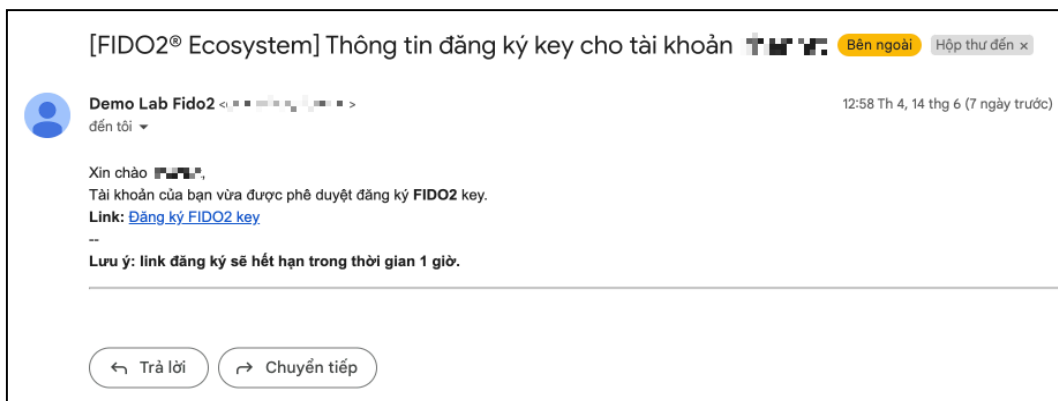 [FIDO2® Ecosystem] Thông tin đăng ký key cho tài khoản Bên ngoài Hộp thư đến ×
Demo Lab Fido2 < > 12:58 Th 4, 14 thg 6 (7 ngày trước)
đến tôi
Xin chào ,
Tài khoản của bạn vừa được phê duyệt đăng ký FIDO2 key.
Link: Đăng ký FIDO2 key
--
Lưu ý: link đăng ký sẽ hết hạn trong thời gian 1 giờ.
Trả lời Chuyển tiếp